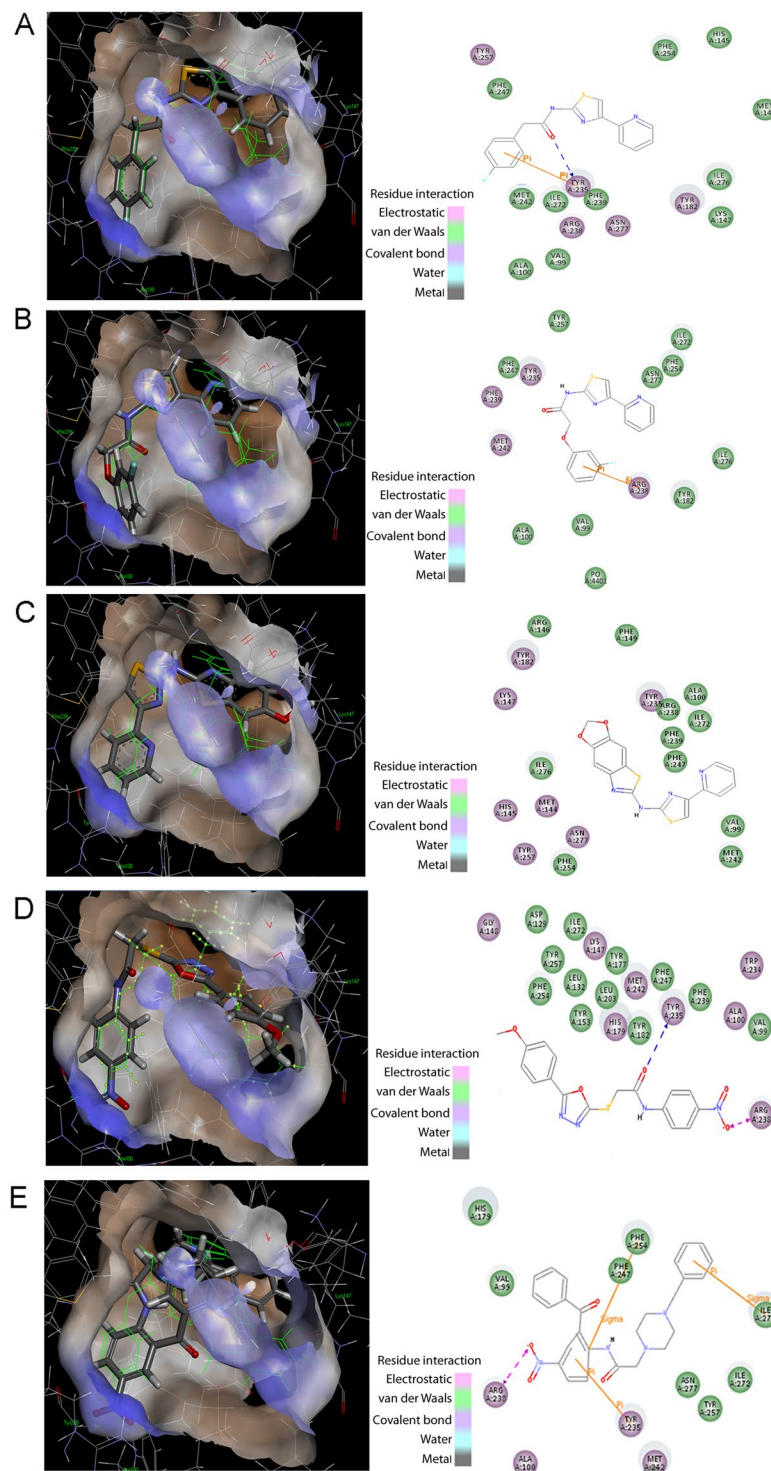 A
Lys147
Phe239
Val99
TYR
A:257
PHE
A:254
HIS
A:145
PHE
A:247
MET
N
H
S
N
N
O
Pi
Pi
TYR
A:235
MET
A:242
ILE
A:272
PHE
A:239
ARG
A:238
ASN
A:277
TYR
A:182
ILE
A:276
LYS
A:147
ALA
A:100
VAL
A:99
Residue interaction
Electrostatic
van der Waals
Covalent bond
Water
Metal
B
Lys147
TYR
A:257
ILE
A:272
PHE
A:247
TYR
A:235
ASN
A:277
PHE
A:254
PHE
A:239
H
N
S
N
N
O
O
MET
A:242
Pi
ARG
A:238
ILE
A:276
TYR
A:182
ALA
A:100
VAL
A:99
PO
A:4401
Residue interaction
Electrostatic
van der Waals
Covalent bond
Water
Metal
C
Phe239
Lys147
ARG
A:146
PHE
A:149
TYR
A:182
LYS
A:147
TYR
A:235
ARG
A:238
ALA
A:100
ILE
A:272
PHE
A:239
PHE
A:247
ILE
A:276
O
O
S
N
N
H
N
S
N
HIS
A:145
MET
A:144
ASN
A:277
TYR
A:257
PHE
A:254
VAL
A:99
MET
A:242
Residue interaction
Electrostatic
van der Waals
Covalent bond
Water
Metal
D
Lys147
GLY
A:148
ASP
A:129
ILE
A:272
LYS
A:147
TYR
A:257
TYR
A:177
PHE
A:254
LEU
A:132
LEU
A:203
MET
A:242
PHE
A:247
TRP
A:234
TYR
A:153
HIS
A:179
TYR
A:182
TYR
A:235
PHE
A:239
ALA
A:100
VAL
A:99
O
O
N
N
S
O
N
H
N
O
O
ARG
A:238
Residue interaction
Electrostatic
van der Waals
Covalent bond
Water
Metal
E
Lys147
HIS
A:179
PHE
A:254
PHE
A:247
VAL
A:99
Pi
Sigma
ILE
Sigma
O
H
N
N
N
O
O
N
O
Pi
Pi
ARG
A:238
TYR
A:235
ASN
A:277
TYR
A:257
ILE
A:272
ALA
A:100
MET
A:242
Residue interaction
Electrostatic
van der Waals
Covalent bond
Water
Metal